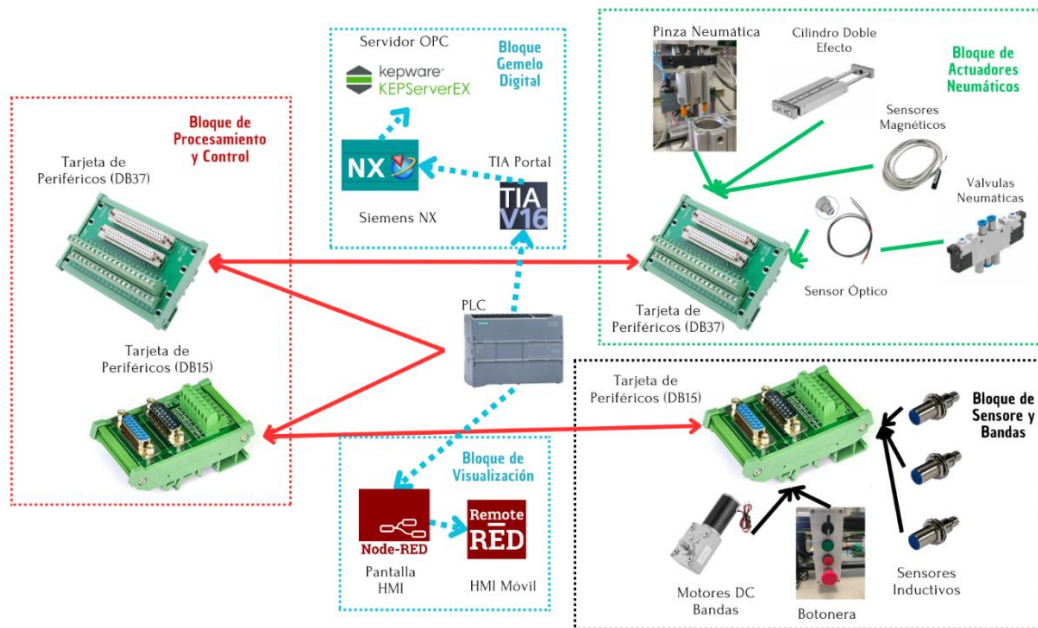 Bloque de
Procesamiento
y Control
Tarjeta de
Periféricos (DB37)
Tarjeta de
Periféricos (DB15)
Servidor OPC
Bloque
Gemelo
Digital
kepware
KEPServerEX
NX
Siemens NX
TIA Portal
TIA
V16
PLC
Pinza Neumática
Cilindro Doble
Efecto
Bloque de
Actuadores
Neumáticos
Sensores
Magnéticos
Válvulas
Neumáticas
Sensor Óptico
Tarjeta de
Periféricos (DB37)
Bloque de
Visualización
Node-RED
Pantalla
HMI
Remote
RED
HMI Móvil
Tarjeta de
Periféricos (DB15)
Bloque de
Sensore y
Bandas
Motores DC
Bandas
Botonera
Sensores
Inductivos